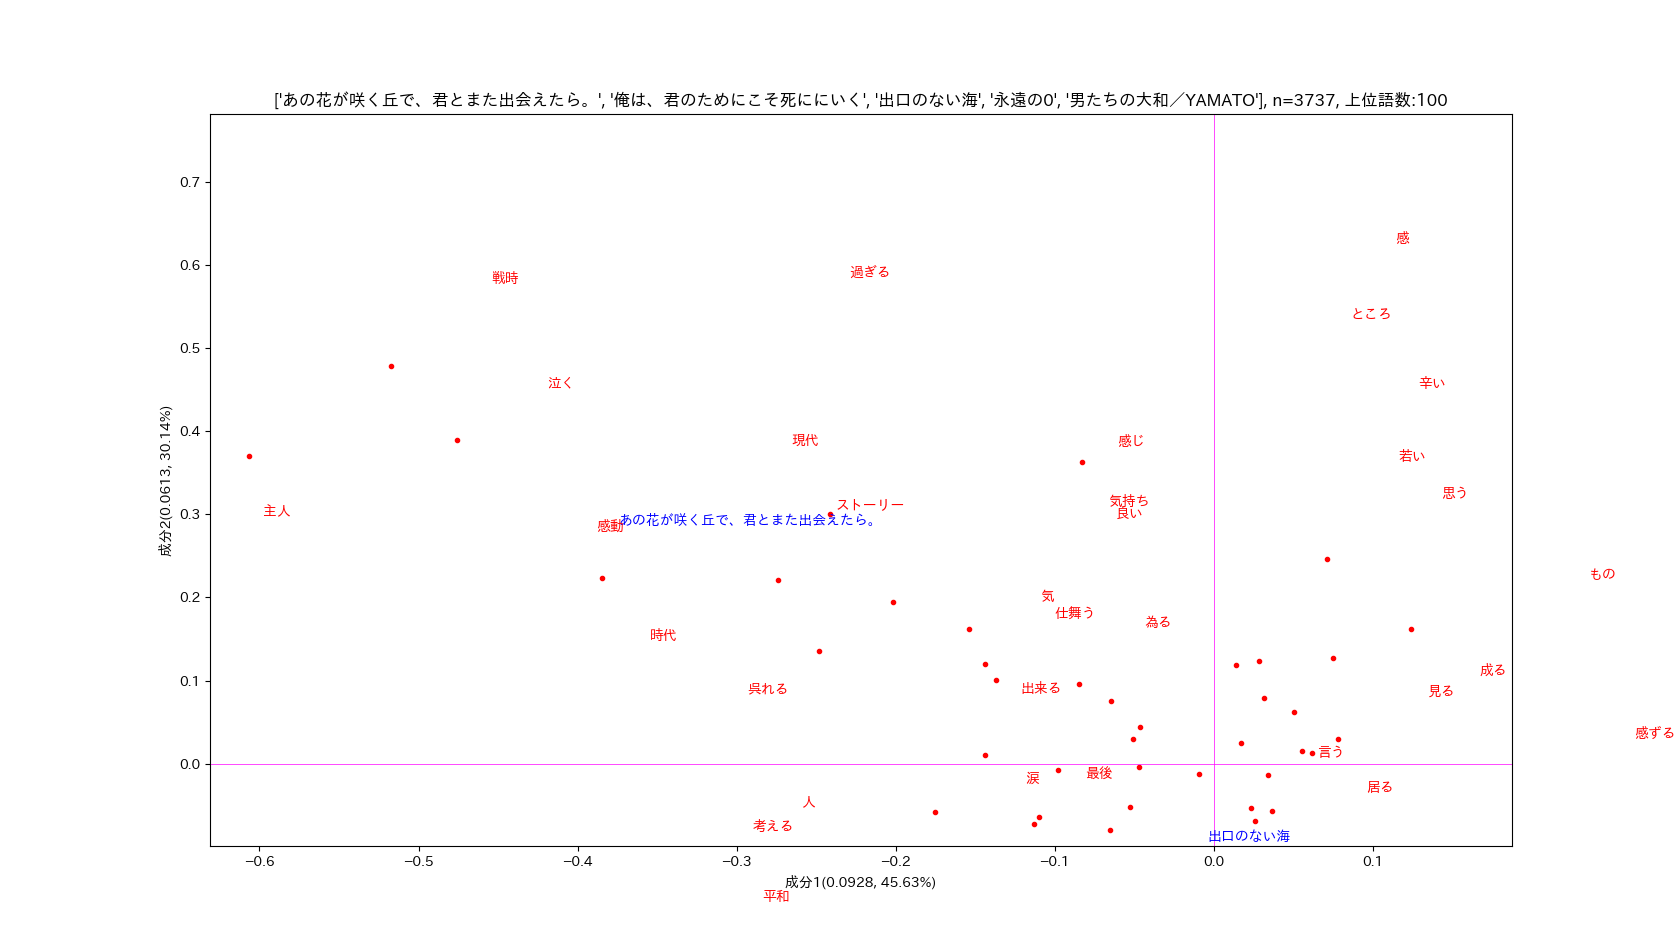 ['あの花が咲く丘で、君とまた出会えたら。', '俺は、君のためにこそ死ににいく', '出口のない海', '永遠の0', '男たちの大和／YAMATO'], n=3737, 上位語数:100
0.7
感
0.6
戦時
過ぎる
ところ
0.5
泣く
辛い
0.4
現代
感じ
若い
思う
気持ち
ストーリー
主人
0.3
良い
感動
あの花が咲く丘で、君とまた出会えたら。
もの
0.2
気
仕舞う
為る
時代
成る
0.1
呉れる
出来る
見る
感ずる
言う
0.0
最後
涙
居る
人
考える
出口のない海
−0.6
−0.5
−0.4
−0.3
−0.2
−0.1
0.0
0.1
成分1(0.0928, 45.63%)
成分2(0.0613, 30.14%)
平和